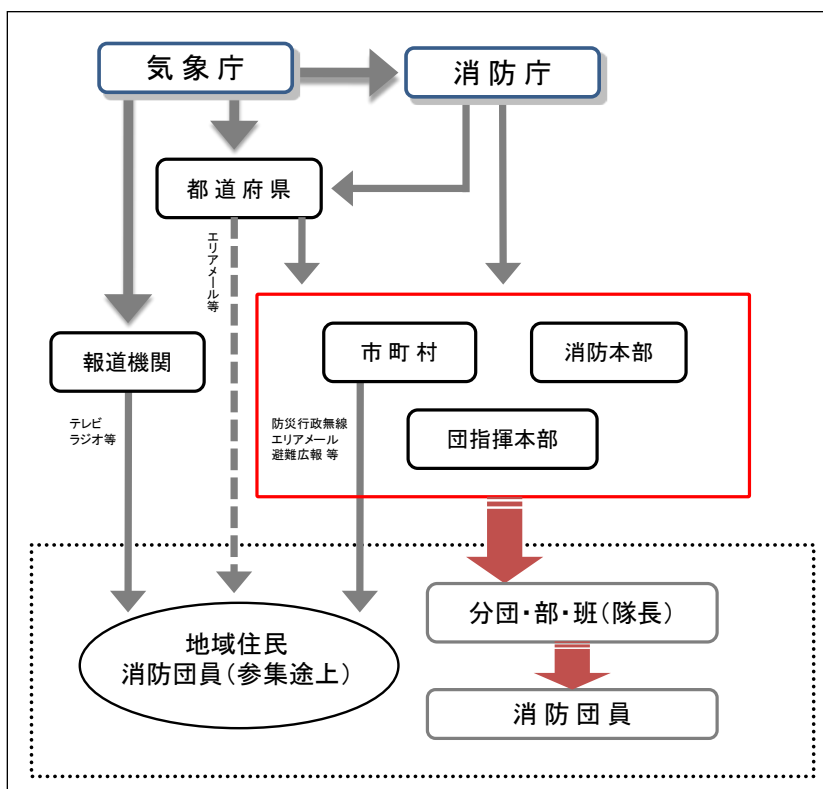 気象庁
消防庁
都道府県
エリアメール等
報道機関
市町村
消防本部
テレビ
ラジオ等
防災行政無線
エリアメール
避難広報 等
団指揮本部
分団・部・班(隊長)
地域住民
消防団員(参集途上)
消防団員